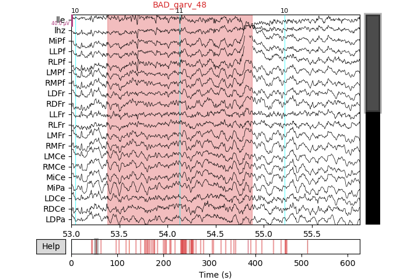 BAD_garv_48
10 11 10
lle
lhz
MiPf
LLPf
RLPf
LMPf
RMPf
LDFr
RDFr
LLFr
RLFr
LMFr
RMFr
LMCe
RMCe
MiCe
MiPa
LDCe
RDCe
LDPa
53.0 53.5 54.0 54.5 55.0 55.5
Help
0 100 200 300 400 500 600
Time (s)